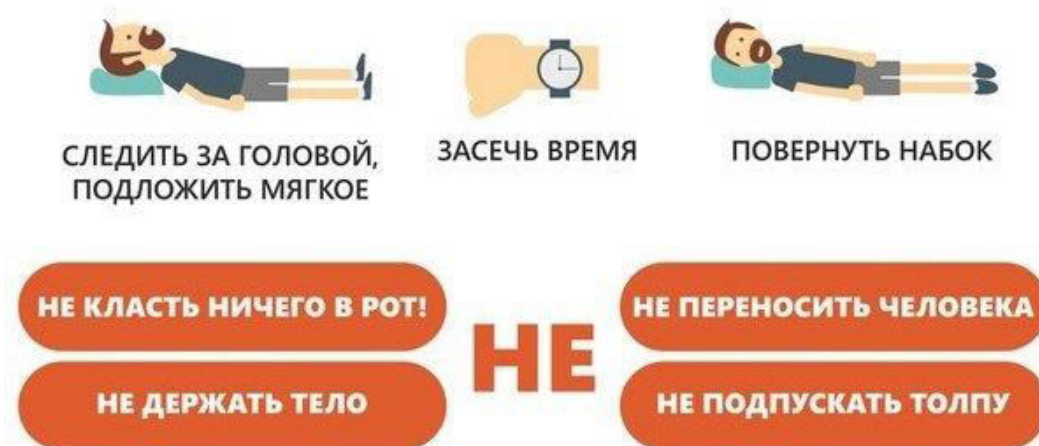 СЛЕДИТЬ ЗА ГОЛОВОЙ,
ПОДЛОЖИТЬ МЯГКОЕ
ЗАСЕЧЬ ВРЕМЯ
ПОВЕРНУТЬ НАБОК
НЕ КЛАСТЬ НИЧЕГО В РОТ!
НЕ ДЕРЖАТЬ ТЕЛО
НЕ
НЕ ПЕРЕНОСИТЬ ЧЕЛОВЕКА
НЕ ПОДПУСКАТЬ ТОЛПУ